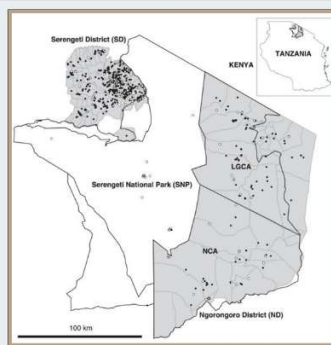 Serengeti District (SD)
KENYA
TANZANIA
LGCA
Serengeti National Park (SNP)
NCA
Ngorongoro District (ND)
100 km